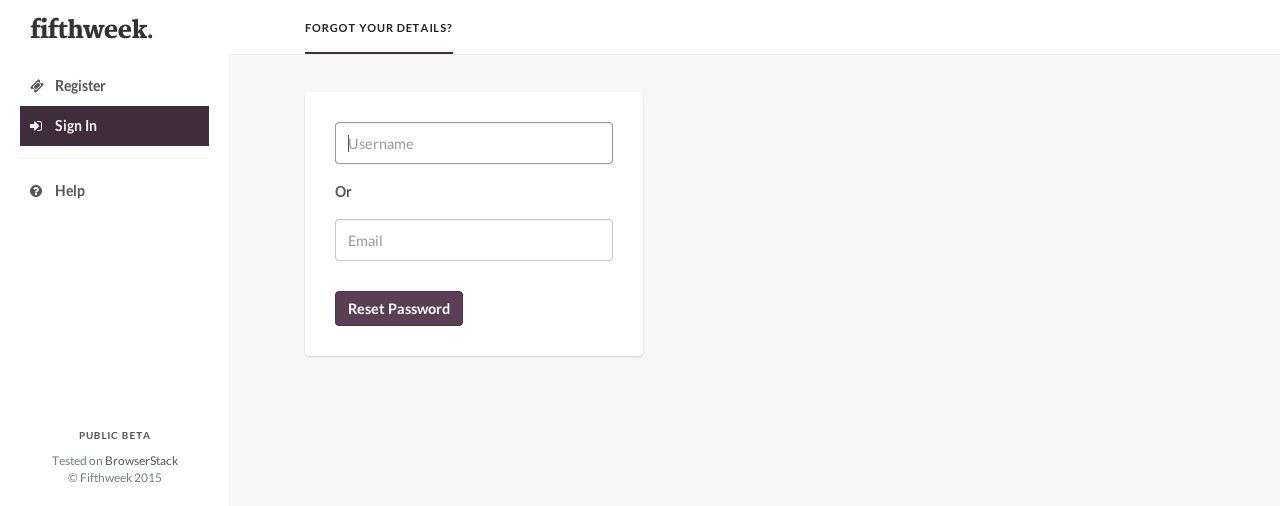 fifthweek.
Register
Sign In
Help
PUBLIC BETA
Tested on BrowserStack
© Fifthweek 2015
FORGOT YOUR DETAILS?
Username
Or
Email
Reset Password